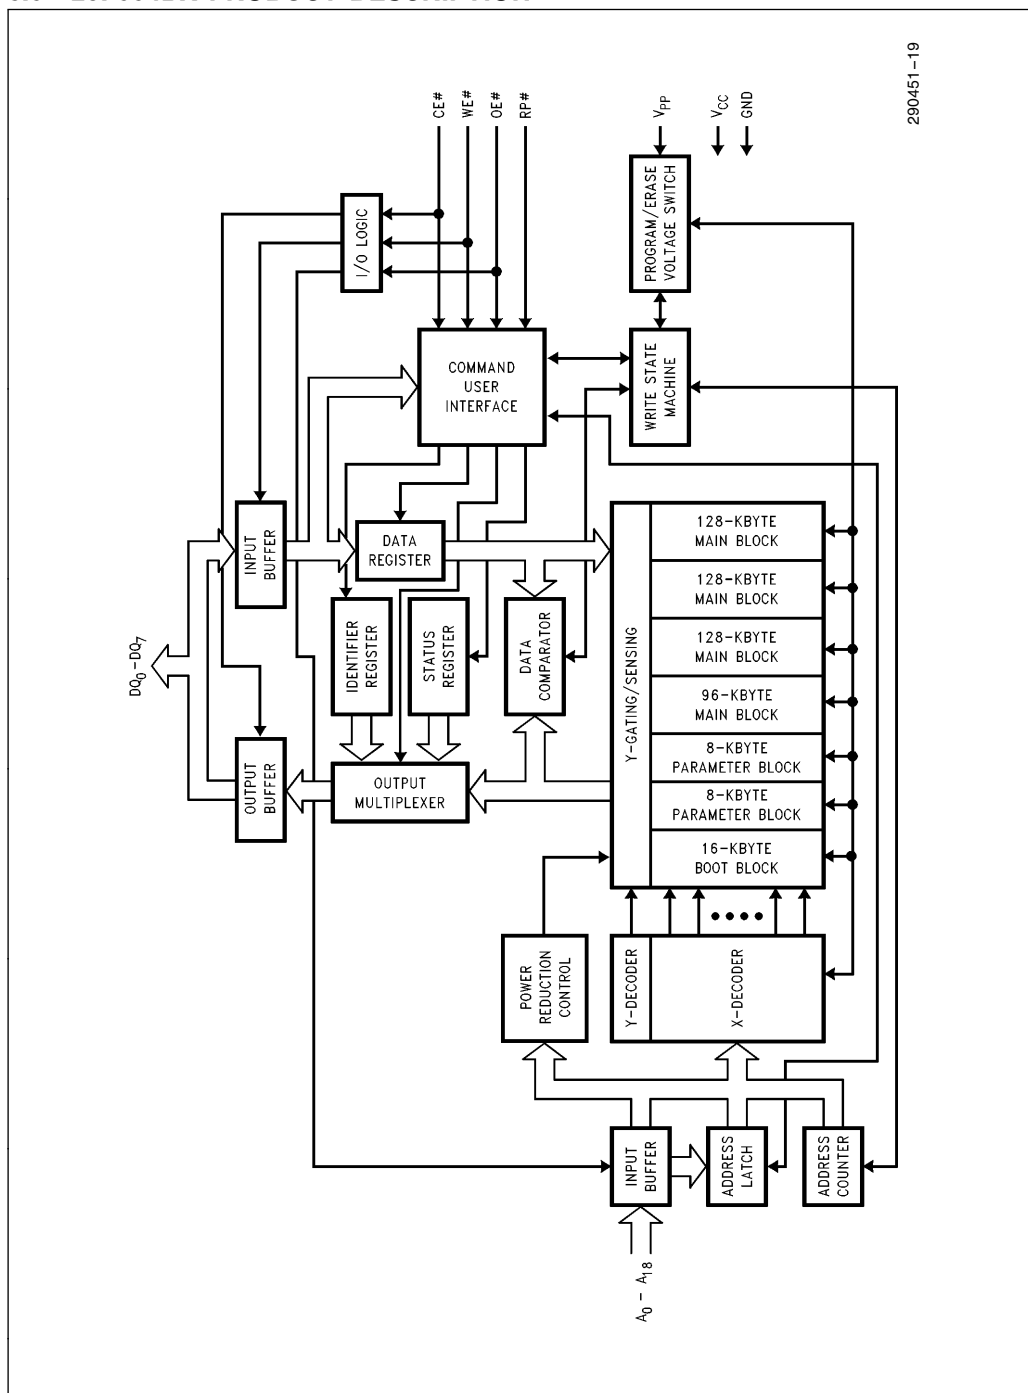 290451-19
CE#
WE#
OE#
RP#
VPP
VCC
GND
I/O LOGIC
PROGRAM/ERASE
VOLTAGE SWITCH
COMMAND
USER
INTERFACE
WRITE STATE
MACHINE
INPUT
BUFFER
DATA
REGISTER
128-KBYTE
MAIN BLOCK
128-KBYTE
MAIN BLOCK
128-KBYTE
MAIN BLOCK
96-KBYTE
MAIN BLOCK
8-KBYTE
PARAMETER BLOCK
8-KBYTE
PARAMETER BLOCK
16-KBYTE
BOOT BLOCK
Y-GATING/SENSING
IDENTIFIER
REGISTER
STATUS
REGISTER
DATA
COMPARATOR
DQ0-DQ7
OUTPUT
BUFFER
OUTPUT
MULTIPLEXER
POWER
REDUCTION
CONTROL
Y-DECODER
X-DECODER
INPUT
BUFFER
ADDRESS
LATCH
ADDRESS
COUNTER
A0 - A18